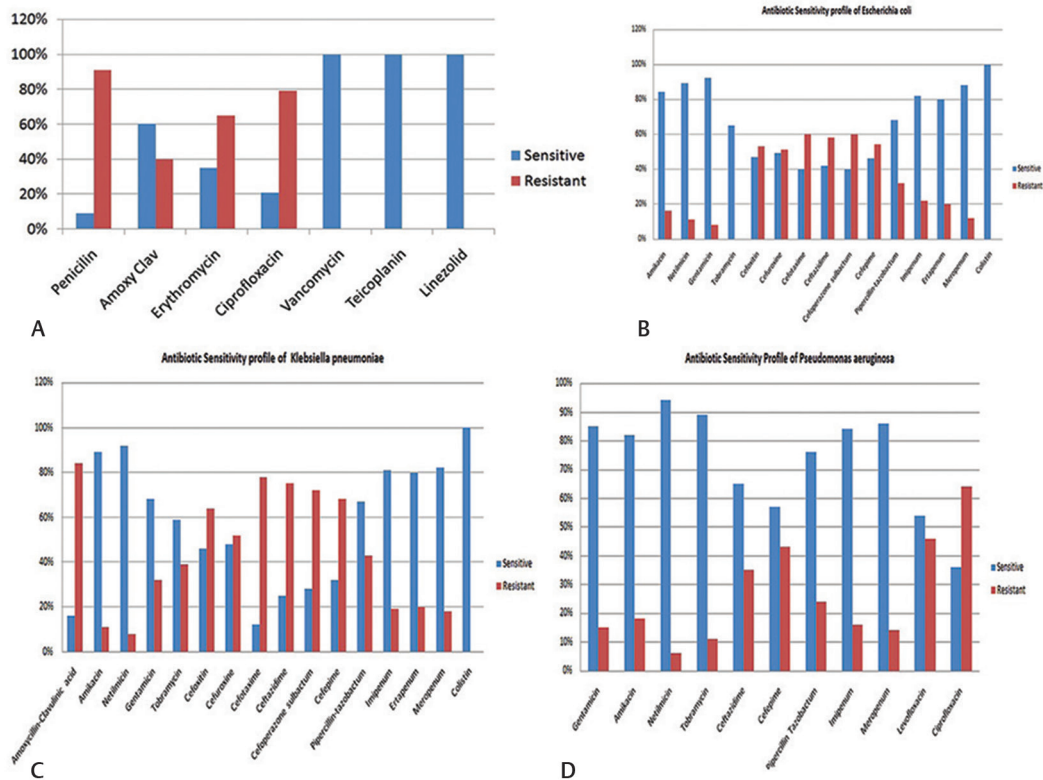 120%
100%
80%
60%
40%
20%
0%
Penicilin
Amoxy Clav
Erythromycin
Ciprofloxacin
Vancomycin
Teicoplanin
Linezolid
Sensitive
Resistant
A
Antibiotic Sensitivity profile of Escherichia coli
120%
100%
80%
60%
40%
20%
0%
Amikacin
Netilmicin
Gentamicin
Tobramycin
Cefoxitin
Cefuroxime
Cefotaxime
Ceftazidime
Cefoperazone sulbactum
Cefepime
Pipercillin-tazobactum
Imipenum
Ertapenum
Meropenum
Colistin
Sensitive
Resistant
B
Antibiotic Sensitivity profile of Klebsiella pneumoniae
120%
100%
80%
60%
40%
20%
0%
Amoxycillin-Clavulinic acid
Amikacin
Netilmicin
Gentamicin
Tobramycin
Cefoxitin
Cefuroxime
Cefotaxime
Ceftazidime
Cefoperazone sulbactum
Cefepime
Pipercillin-tazobactum
Imipenum
Ertapenum
Meropenum
Colistin
Sensitive
Resistant
C
Antibiotic Sensitivity Profile of Pseudomonas aeruginosa
100%
90%
80%
70%
60%
50%
40%
30%
20%
10%
0%
Gentamicin
Amikacin
Netilmicin
Tobramycin
Ceftazidime
Cefepime
Pipercillin Tazobactum
Imipenum
Meropenum
Levofloxacin
Ciprofloxacin
Sensitive
Resistant
D